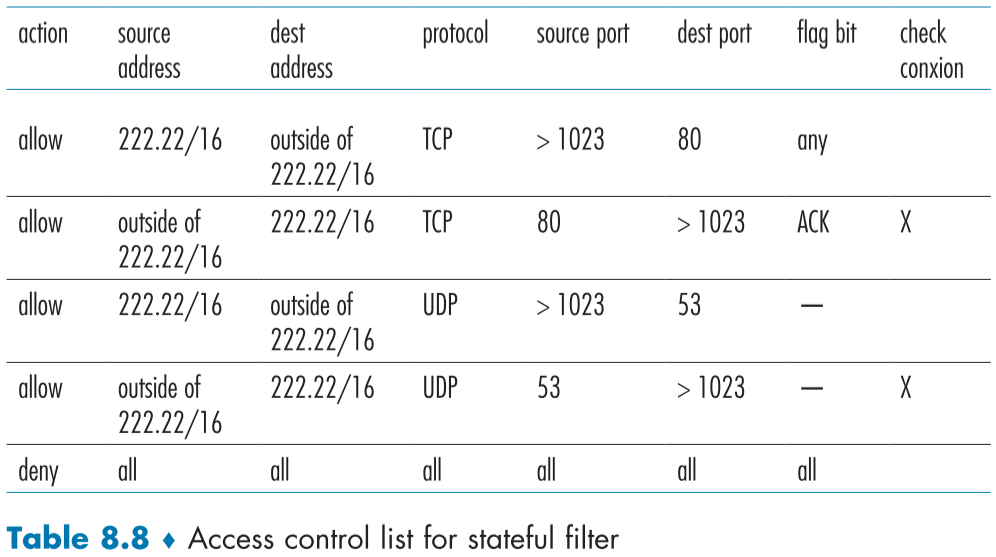 action source address dest address protocol source port dest port flag bit check conxion
allow 222.22/16 outside of 222.22/16 TCP > 1023 80 any
allow outside of 222.22/16 222.22/16 TCP 80 > 1023 ACK X
allow 222.22/16 outside of 222.22/16 UDP > 1023 53 —
allow outside of 222.22/16 222.22/16 UDP 53 > 1023 — X
deny all all all all all all
Table 8.8 ♦ Access control list for stateful filter